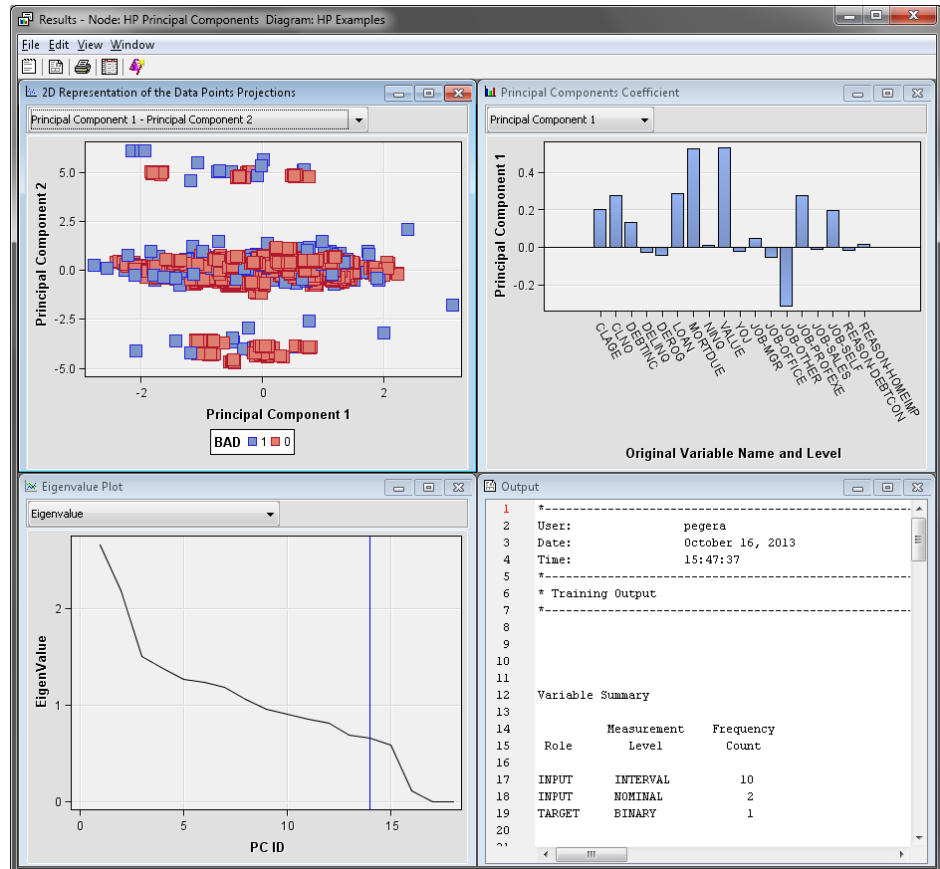 Results - Node: HP Principal Components  Diagram: HP Examples
File Edit View Window
2D Representation of the Data Points Projections
Principal Component 1 - Principal Component 2
Principal Component 2
5.0
2.5
0.0
-2.5
-5.0
-2 0 2
Principal Component 1
BAD 1 0
Principal Components Coefficient
Principal Component 1
Principal Component 1
0.4
0.2
0.0
-0.2
CLAGE
CLNO
DEBTINC
DELINQ
DEROG
LOAN
MORTDUE
NINQ
VALUE
YOJ
JOB-MGR
JOB-OFFICE
JOB-OTHER
JOB-PROFEXE
JOB-SALES
JOB-SELF
REASON-DEBTCON
REASON-HOMEIMP
Original Variable Name and Level
Eigenvalue Plot
Eigenvalue
EigenValue
2
1
0
0 5 10 15
PC ID
Output
1 *------------------------------------------------------------
2 User: pegera
3 Date: October 16, 2013
4 Time: 15:47:37
5 *------------------------------------------------------------
6 * Training Output
7 *------------------------------------------------------------
8
9
10
11
12 Variable Summary
13
14 Measurement Frequency
15 Role Level Count
16
17 INPUT INTERVAL 10
18 INPUT NOMINAL 2
19 TARGET BINARY 1
20